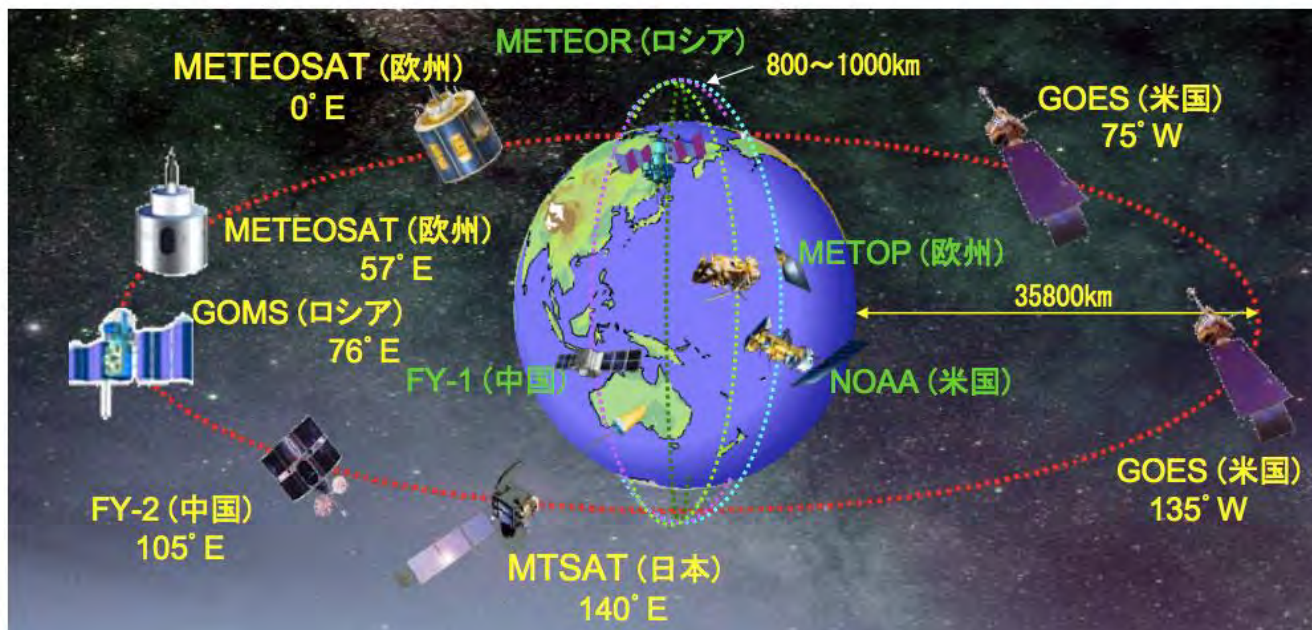 METEOR (ロシア)
800～1000km
METEOSAT (欧州)
0°E
GOES (米国)
75°W
METEOSAT (欧州)
57°E
METOP (欧州)
35800km
GOMS (ロシア)
76°E
FY-1 (中国)
NOAA (米国)
GOES (米国)
135°W
FY-2 (中国)
105°E
MTSAT (日本)
140°E